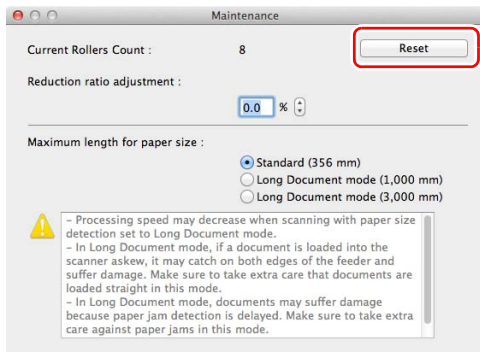 Maintenance
Current Rollers Count : 8 Reset
Reduction ratio adjustment :
0.0 %
Maximum length for paper size :
Standard (356 mm)
Long Document mode (1,000 mm)
Long Document mode (3,000 mm)
- Processing speed may decrease when scanning with paper size
detection set to Long Document mode.
- In Long Document mode, if a document is loaded into the
scanner askew, it may catch on both edges of the feeder and
suffer damage. Make sure to take extra care that documents are
loaded straight in this mode.
- In Long Document mode, documents may suffer damage
because paper jam detection is delayed. Make sure to take extra
care against paper jams in this mode.